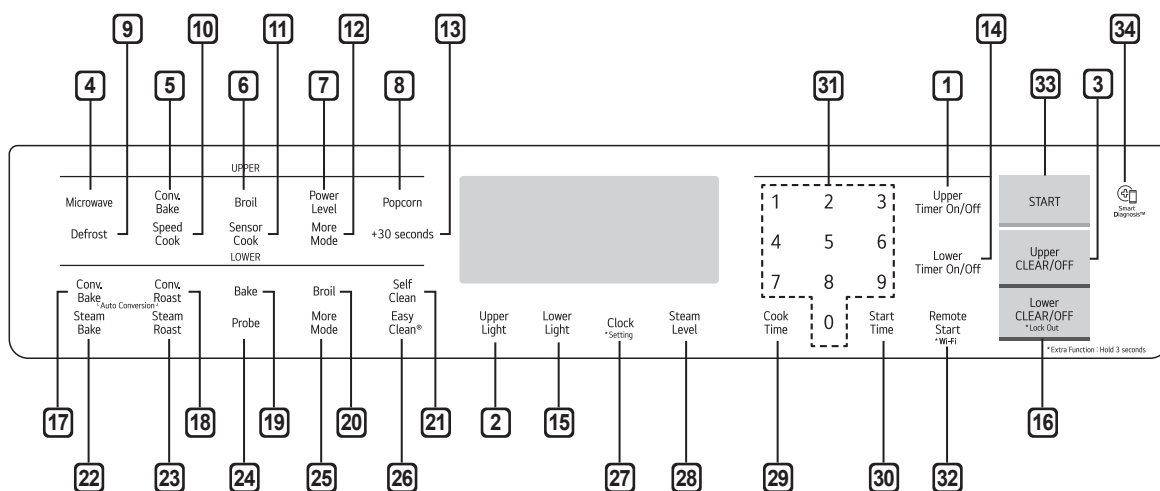 9 10 11 12 13 14 34
4 5 6 7 8 31 1 33 3
UPPER
Microwave Conv. Bake Broil Power Level Popcorn
Defrost Speed Cook Sensor Cook More Mode +30 seconds
LOWER
Conv. Bake Conv. Roast Bake Broil Self Clean
*Auto Conversion*
Steam Bake Steam Roast Probe More Mode Easy Clean®
Upper Light Lower Light Clock Steam Level
*Setting
1 2 3
4 5 6
7 8 9
Cook Time 0 Start Time
Upper Timer On/Off
Lower Timer On/Off
Remote Start
*Wi-Fi
START
Upper CLEAR/OFF
Lower CLEAR/OFF
*Lock Out
Smart Diagnosis™
*Extra Function : Hold 3 seconds
17 18 19 20 21 2 15 16
22 23 24 25 26 27 28 29 30 32